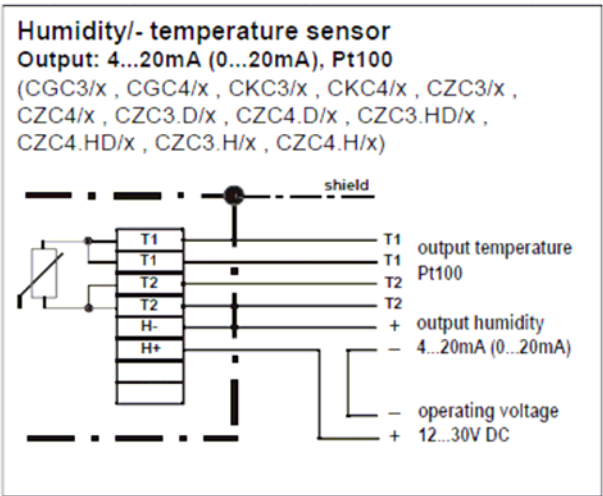 Humidity/- temperature sensor
Output: 4...20mA (0...20mA), Pt100
(CGC3/x , CGC4/x , CKC3/x , CKC4/x , CZC3/x ,
CZC4/x , CZC3.D/x , CZC4.D/x , CZC3.HD/x ,
CZC4.HD/x , CZC3.H/x , CZC4.H/x)
shield
T1
T1
T2
T2
H-
H+
T1
T1
T2
T2
+
–
–
+
output temperature
Pt100
output humidity
4...20mA (0...20mA)
operating voltage
12...30V DC